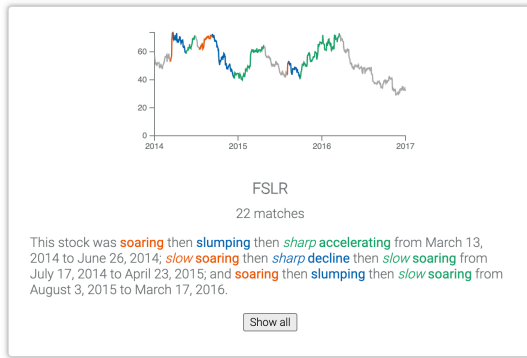 60
40
20
0
2014 2015 2016 2017
FSLR
22 matches
This stock was soaring then slumping then sharp accelerating from March 13,
2014 to June 26, 2014; slow soaring then sharp decline then slow soaring from
July 17, 2014 to April 23, 2015; and soaring then slumping then slow soaring from
August 3, 2015 to March 17, 2016.
Show all